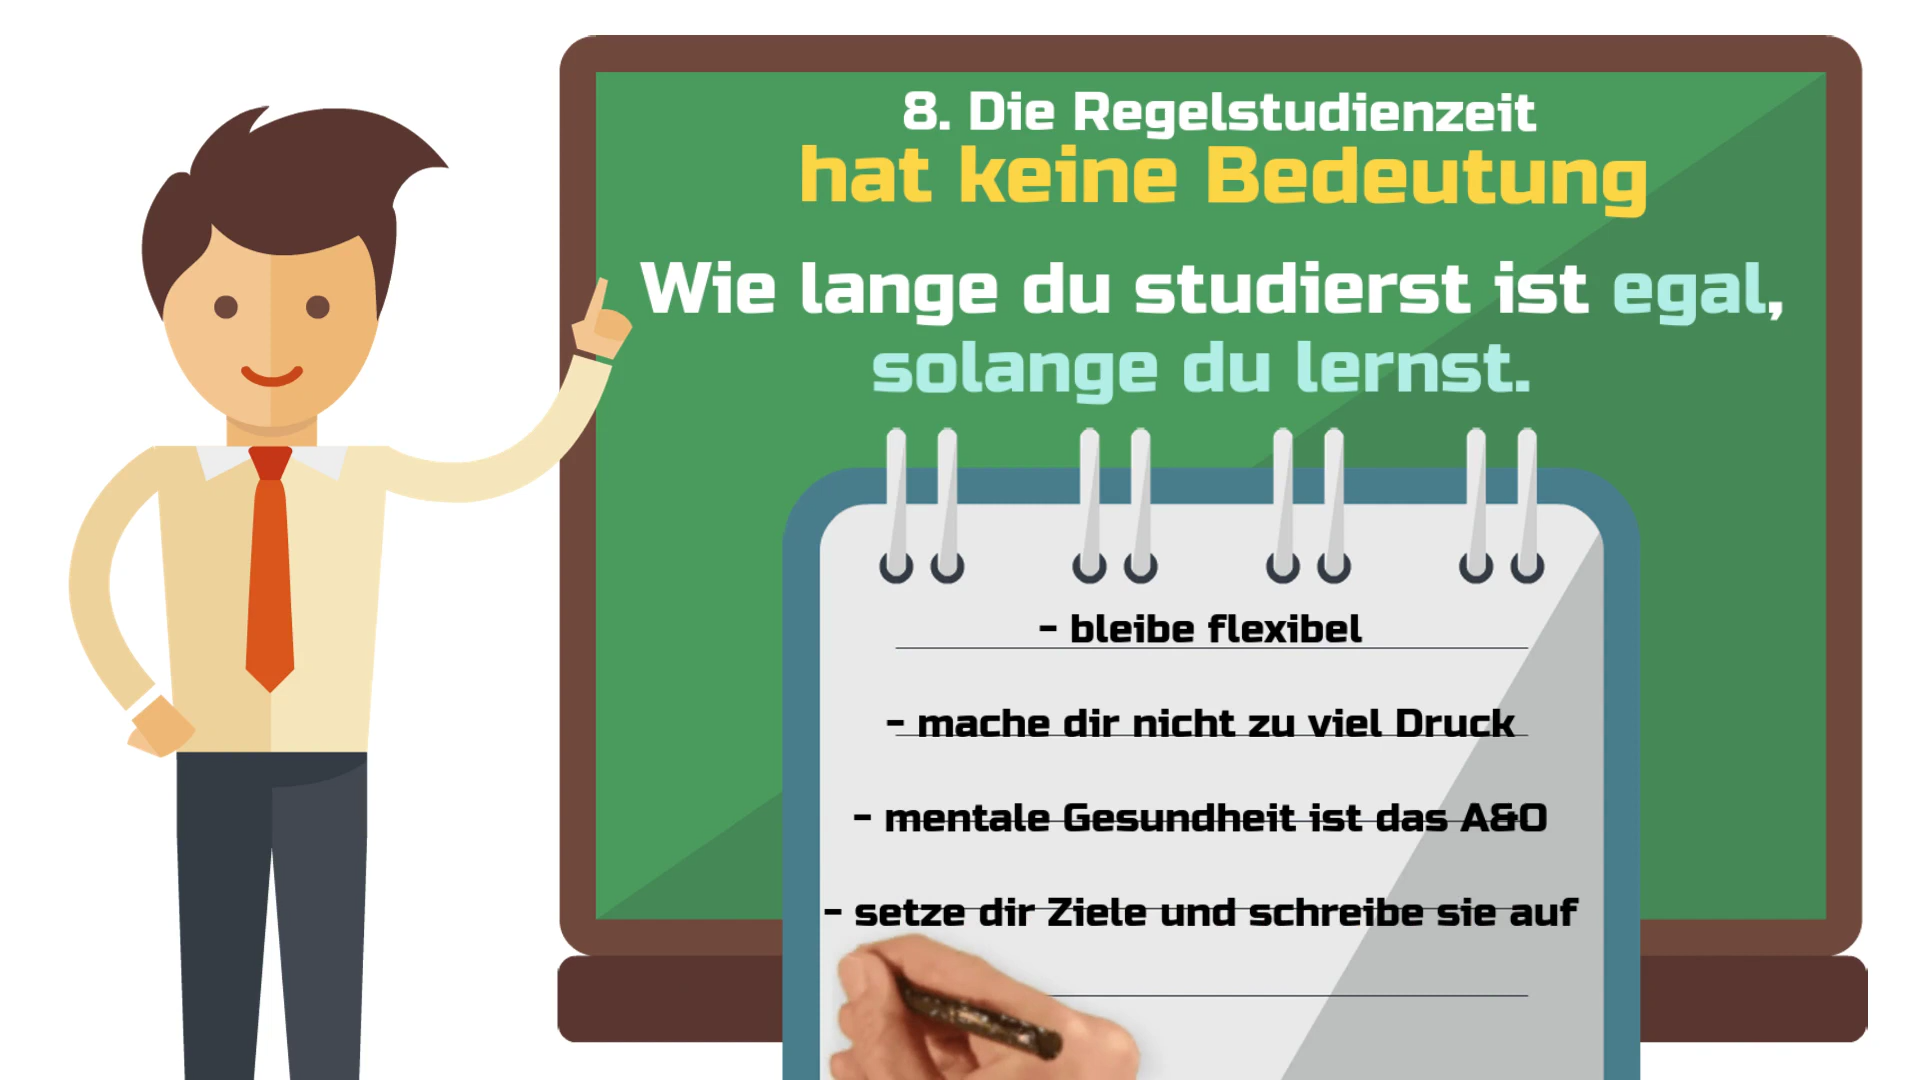 8. Die Regelstudienzeit
hat keine Bedeutung
Wie lange du studierst ist egal,
solange du lernst.
- bleibe flexibel
- mache dir nicht zu viel Druck
- mentale Gesundheit ist das A&O
- setze dir Ziele und schreibe sie auf